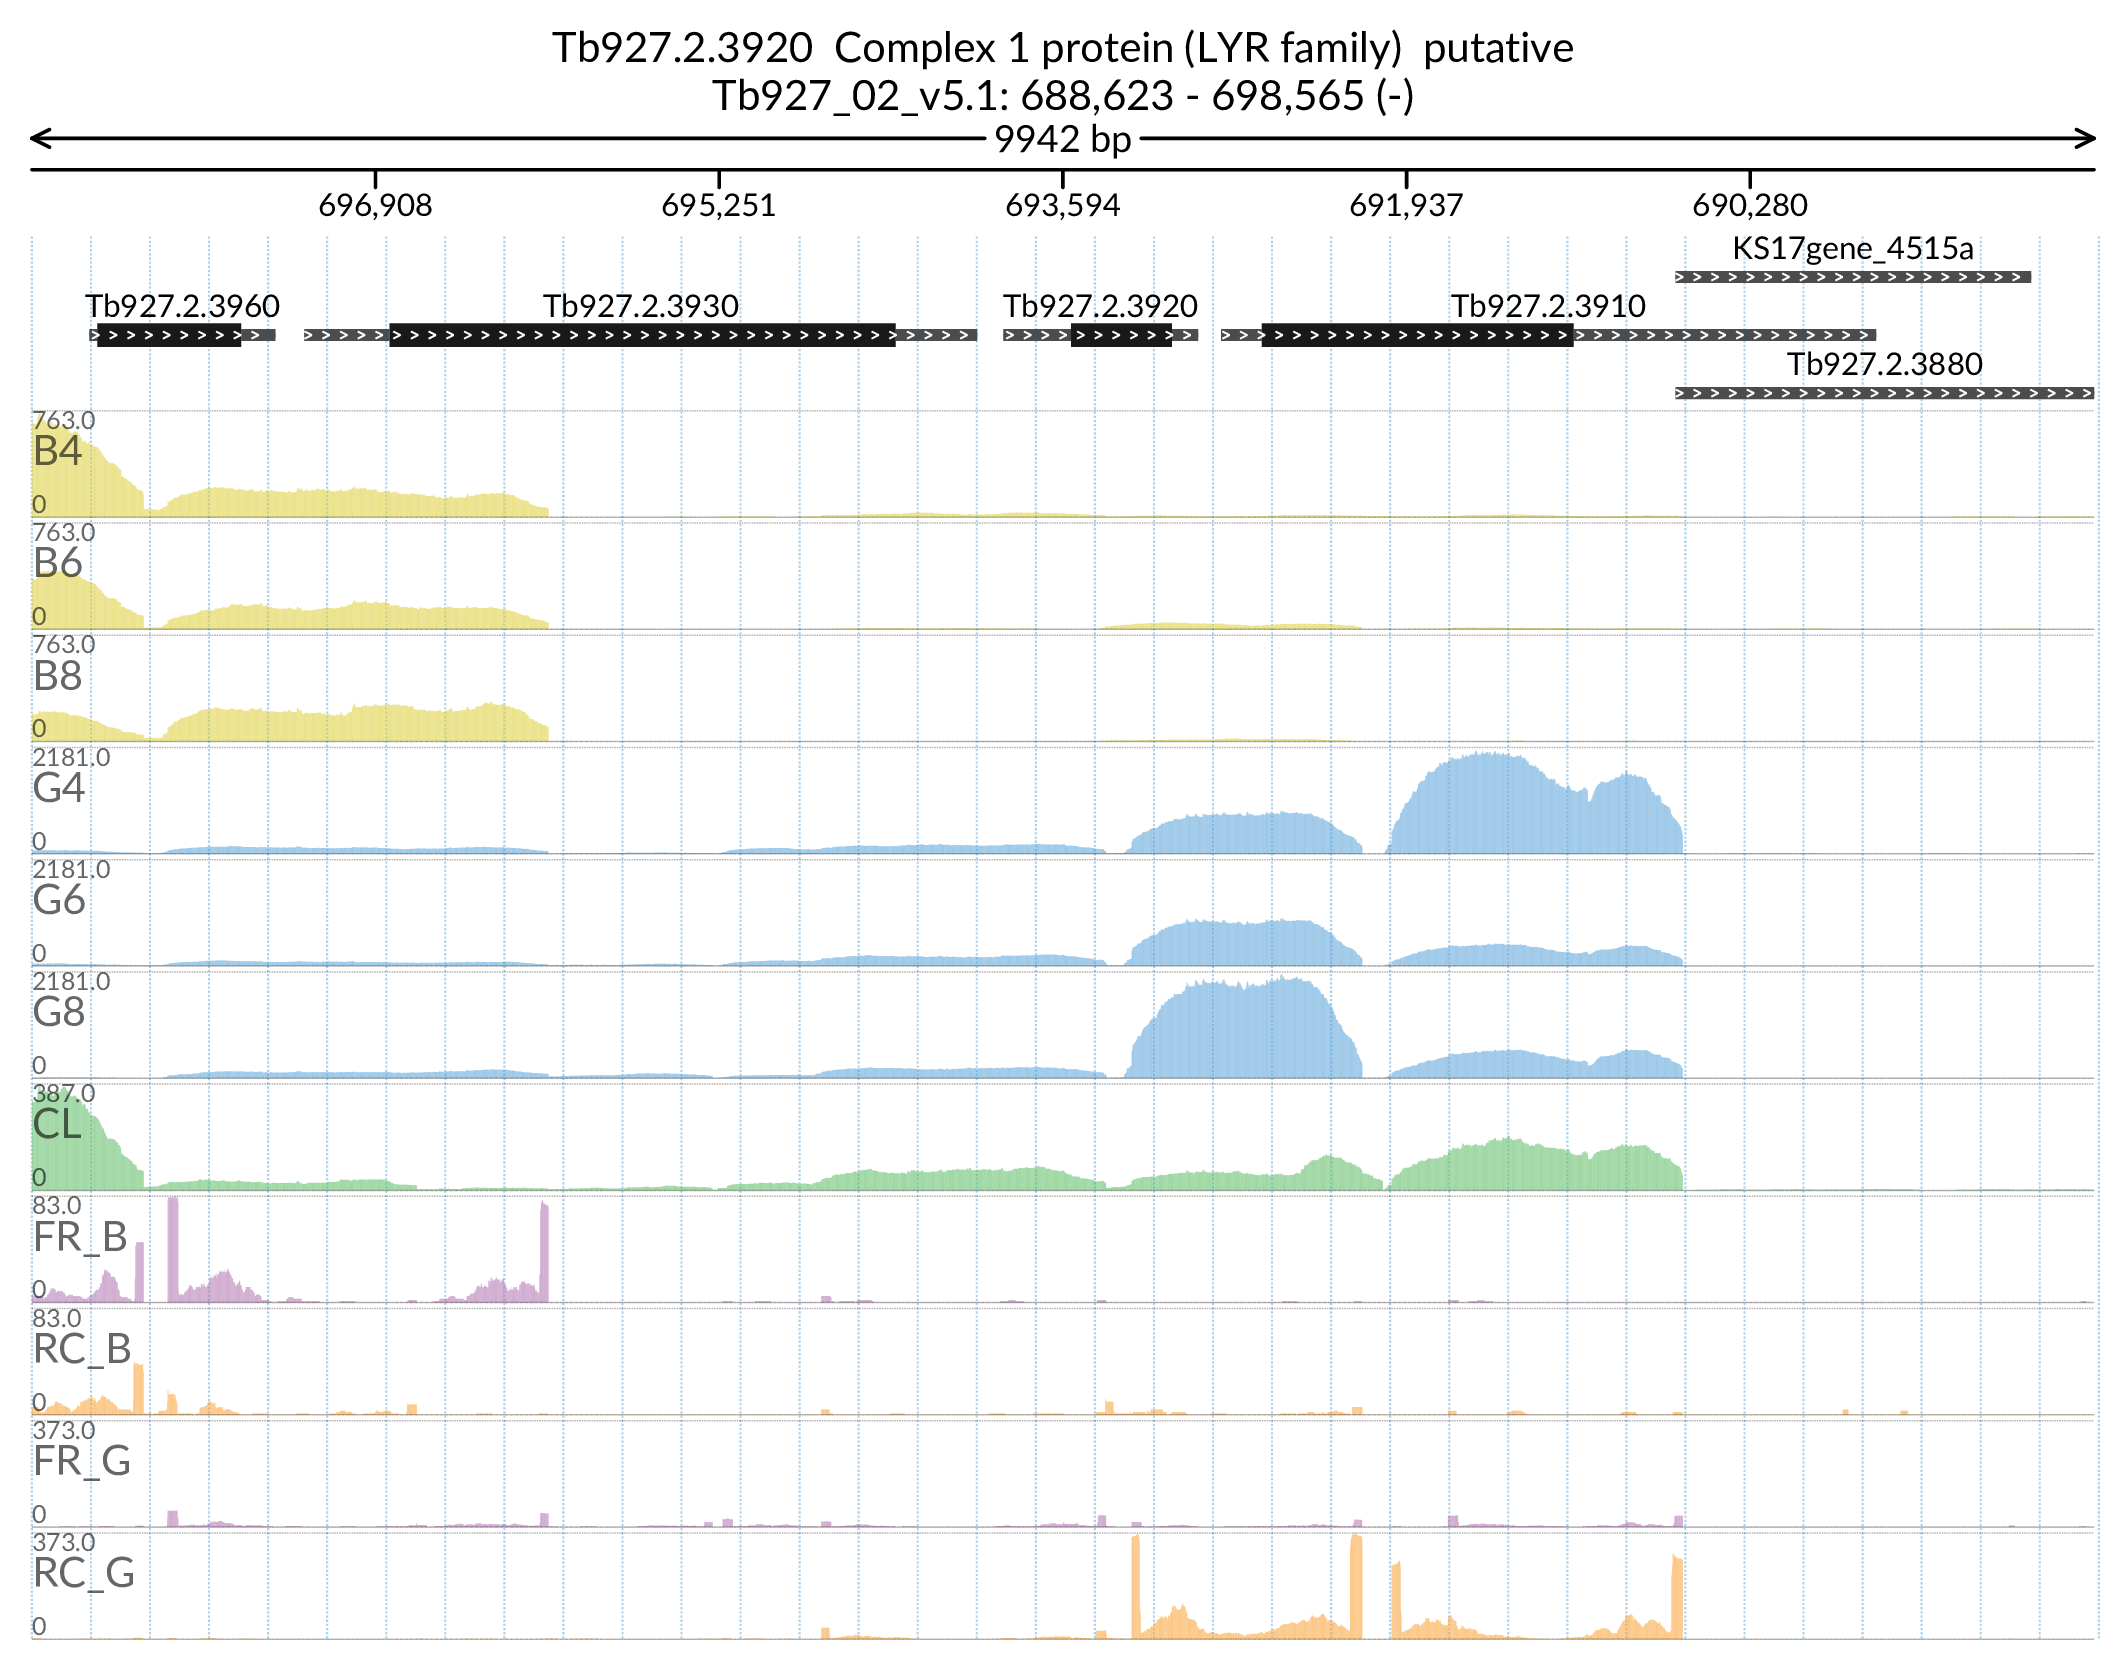 Tb927.2.3920  Complex 1 protein (LYR family)  putative
Tb927_02_v5.1: 688,623 - 698,565 (-)
9942 bp
696,908 695,251 693,594 691,937 690,280
KS17gene_4515a
Tb927.2.3960 Tb927.2.3930 Tb927.2.3920 Tb927.2.3910
Tb927.2.3880
763.0
B4
0
763.0
B6
0
763.0
B8
0
2181.0
G4
0
2181.0
G6
0
2181.0
G8
0
387.0
CL
0
83.0
FR_B
0
83.0
RC_B
0
373.0
FR_G
0
373.0
RC_G
0